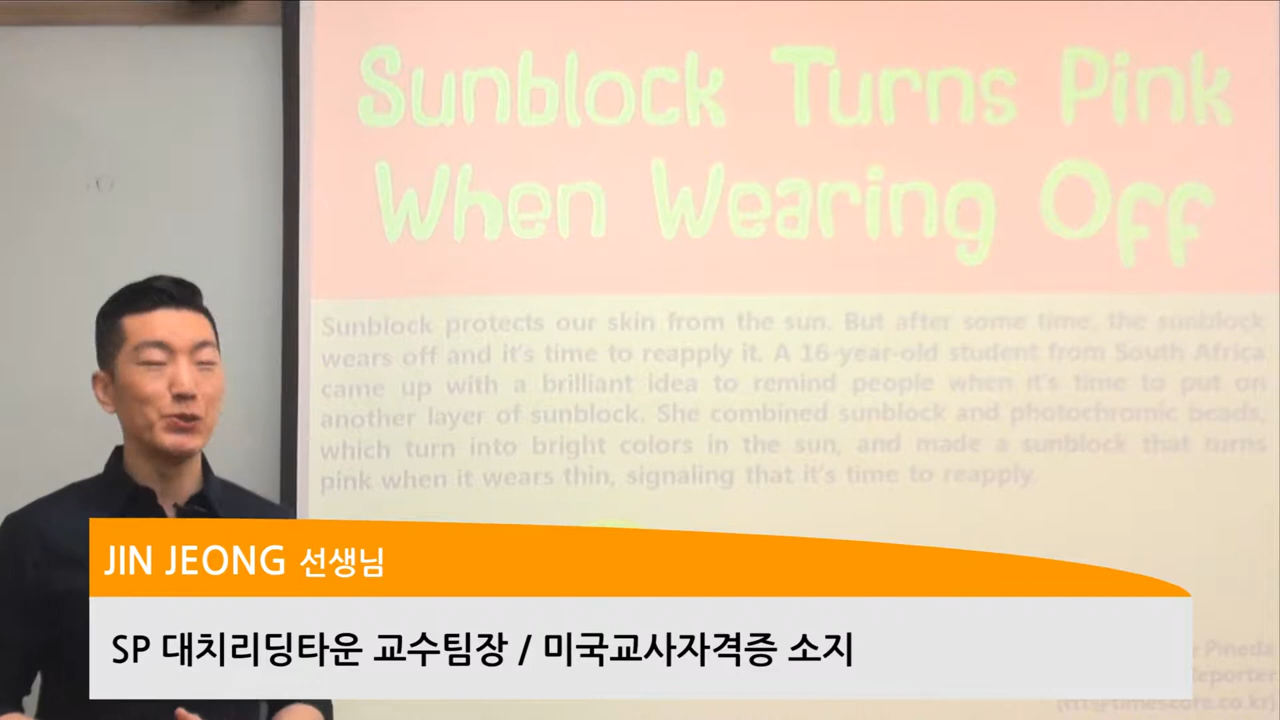 Sunblock Turns Pink
When Wearing Off
Sunblock protects our skin from the sun. But after some time, the sunblock
wears off and it's time to reapply it. A 16-year-old student from South Africa
came up with a brilliant idea to remind people when it's time to put on
another layer of sunblock. She combined sunblock and photochromic beads,
which turn into bright colors in the sun, and made a sunblock that turns
pink when it wears thin, signaling that it's time to reapply.
JIN JEONG 선생님
SP 대치리딩타운 교수팀장 / 미국교사자격증 소지
Pineda
Reporter